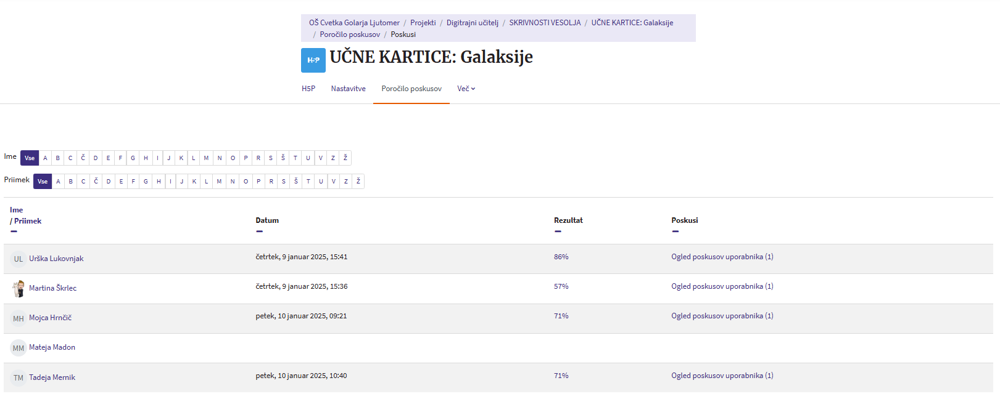 OŠ Cvetka Golarja Ljutomer / Projekti / Digitrajni učitelj / SKRIVNOSTI VESOLJA / UČNE KARTICE: Galaksije
/ Poročilo poskusov / Poskusi
H5P UČNE KARTICE: Galaksije
H5P Nastavitve Poročilo poskusov Več
Ime Vse A B C Č D E F G H I J K L M N O P R S Š T U V Z Ž
Priimek Vse A B C Č D E F G H I J K L M N O P R S Š T U V Z Ž
Ime
/ Priimek Datum Rezultat Poskusi
UL Urška Lukovnjak četrtek, 9 januar 2025, 15:41 86% Ogled poskusov uporabnika (1)
Martina Škrlec četrtek, 9 januar 2025, 15:36 57% Ogled poskusov uporabnika (1)
MH Mojca Hrnčič petek, 10 januar 2025, 09:21 71% Ogled poskusov uporabnika (1)
MM Mateja Madon
TM Tadeja Mernik petek, 10 januar 2025, 10:40 71% Ogled poskusov uporabnika (1)